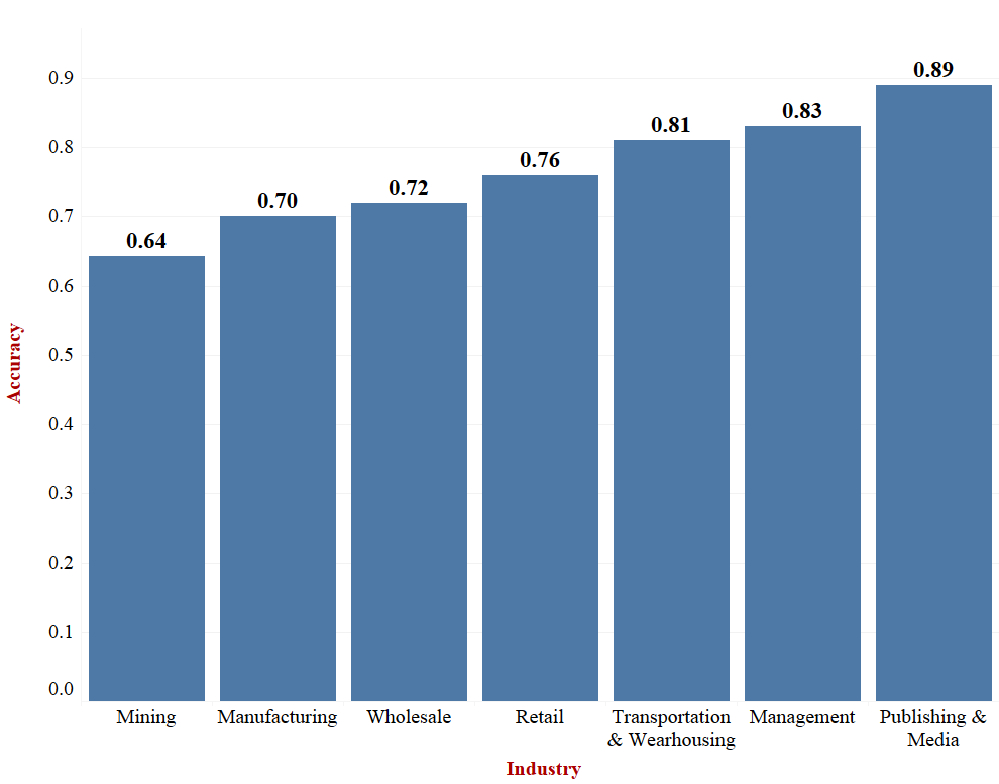 0.9
0.8
0.7
0.6
0.5
0.4
0.3
0.2
0.1
0.0
Accuracy
0.64
0.70
0.72
0.76
0.81
0.83
0.89
Mining
Manufacturing
Wholesale
Retail
Transportation
& Wearhousing
Management
Publishing &
Media
Industry